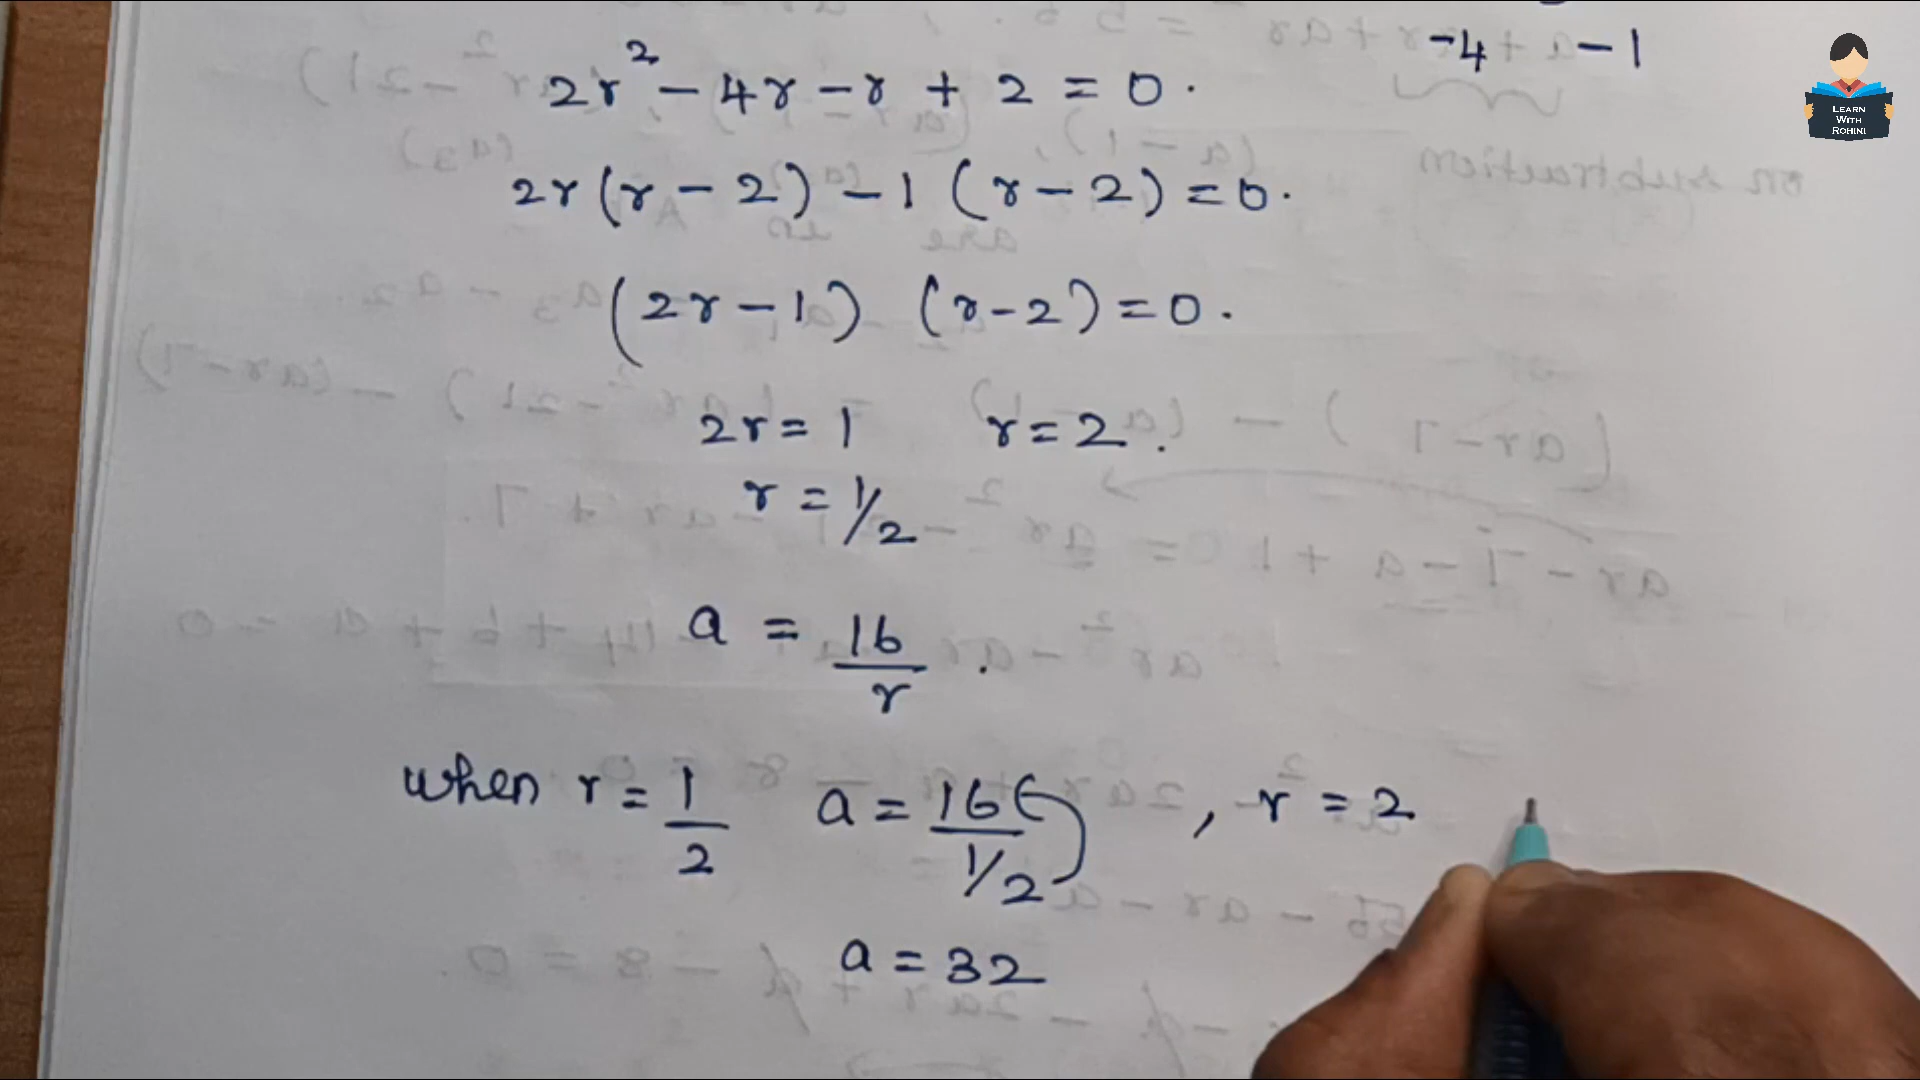 -4 -1
2r² - 4r - r + 2 = 0.
LEARN
WITH
ROHINI
2r(r - 2) - 1 (r - 2) = 0.
(2r - 1) (r - 2) = 0.
2r = 1 r = 2.
r = 1/2
a = 16/r.
when r = 1/2 a = 16/1/2, r = 2
a = 32